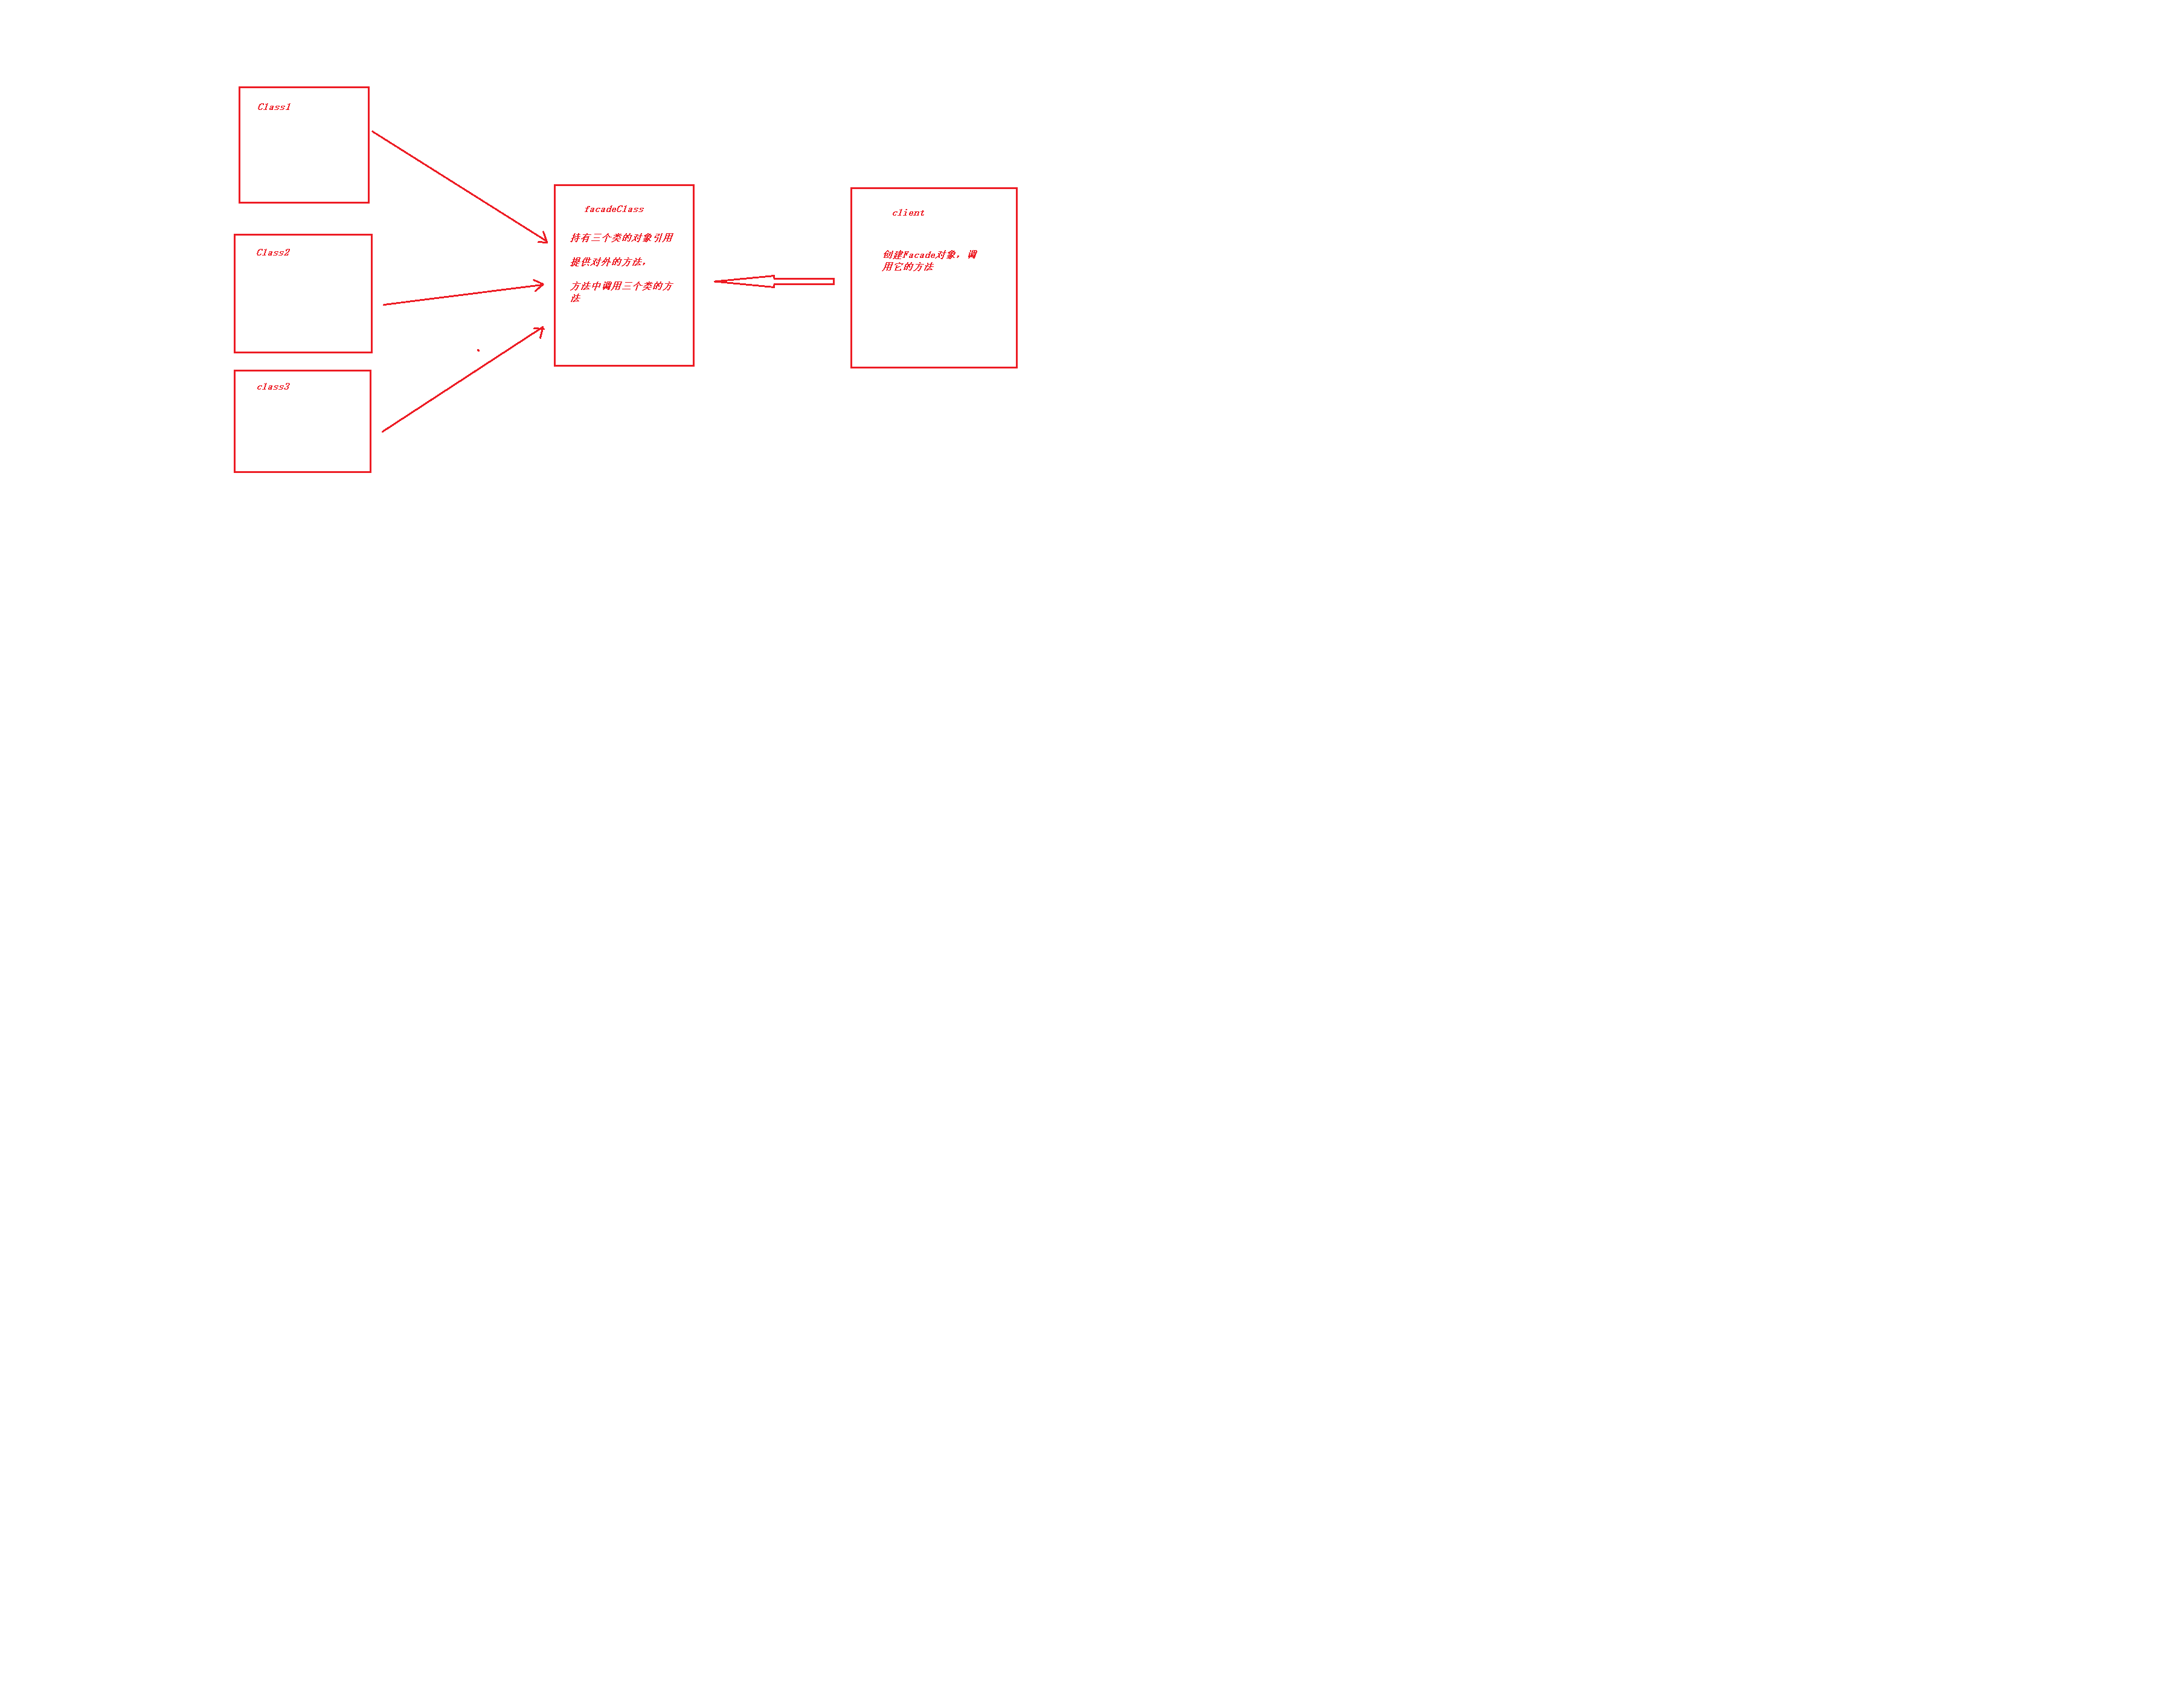 Class1
Class2
class3
facadeClass
持有三个类的对象引用
提供对外的方法，
方法中调用三个类的方
法
client
创建Facade对象，调
用它的方法